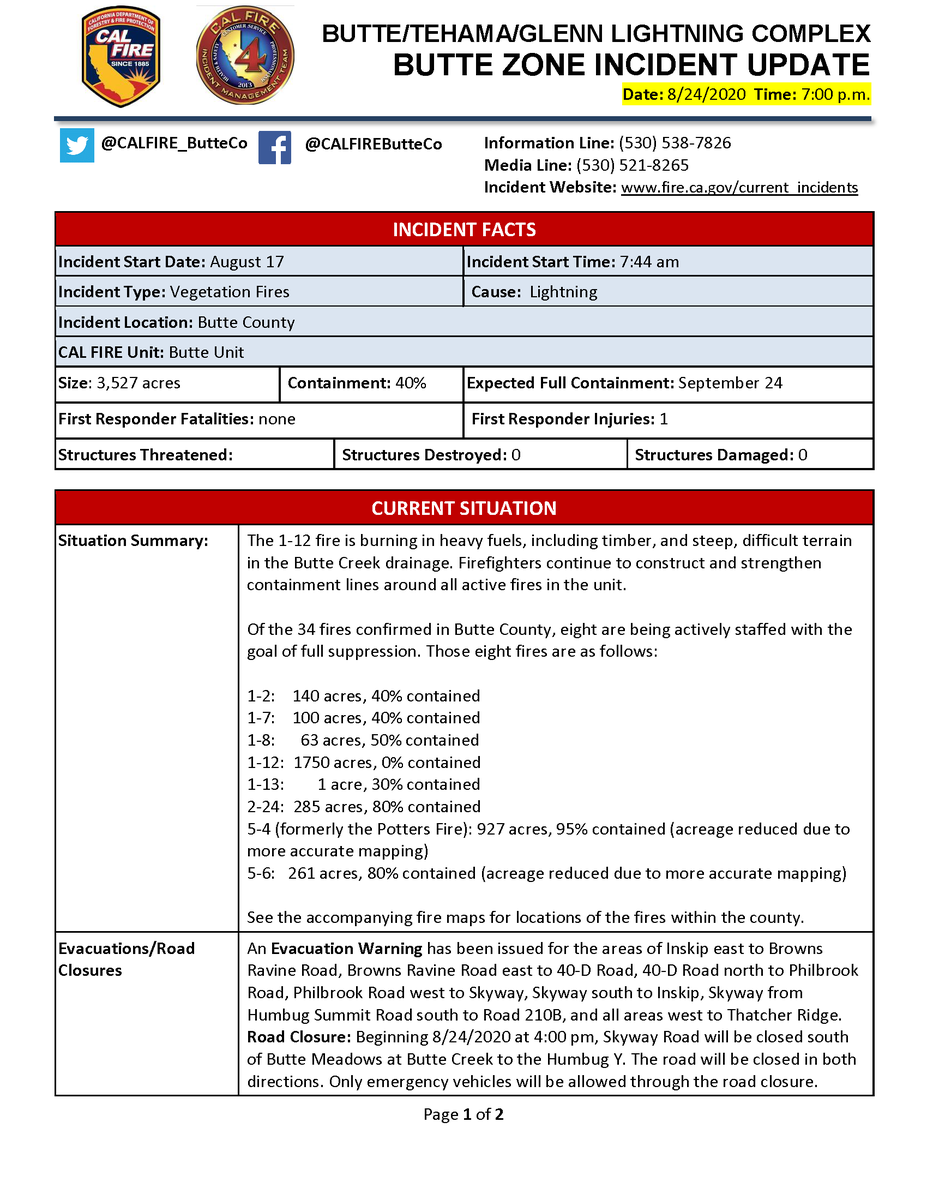 CALIFORNIA DEPARTMENT OF
FORESTRY & FIRE PROTECTION
CAL
FIRE
SINCE 1885
CAL FIRE
CUSTOMER SERVICE
4
2013
INCIDENT MANAGEMENT TEAM
BUTTE/TEHAMA/GLENN LIGHTNING COMPLEX
BUTTE ZONE INCIDENT UPDATE
Date: 8/24/2020 Time: 7:00 p.m.
@CALFIRE_ButteCo
@CALFIREButteCo
Information Line: (530) 538-7826
Media Line: (530) 521-8265
Incident Website: www.fire.ca.gov/current_incidents
INCIDENT FACTS
Incident Start Date: August 17
Incident Start Time: 7:44 am
Incident Type: Vegetation Fires
Cause: Lightning
Incident Location: Butte County
CAL FIRE Unit: Butte Unit
Size: 3,527 acres
Containment: 40%
Expected Full Containment: September 24
First Responder Fatalities: none
First Responder Injuries: 1
Structures Threatened:
Structures Destroyed: 0
Structures Damaged: 0
CURRENT SITUATION
Situation Summary:
The 1-12 fire is burning in heavy fuels, including timber, and steep, difficult terrain
in the Butte Creek drainage. Firefighters continue to construct and strengthen
containment lines around all active fires in the unit.
Of the 34 fires confirmed in Butte County, eight are being actively staffed with the
goal of full suppression. Those eight fires are as follows:
1-2: 140 acres, 40% contained
1-7: 100 acres, 40% contained
1-8: 63 acres, 50% contained
1-12: 1750 acres, 0% contained
1-13: 1 acre, 30% contained
2-24: 285 acres, 80% contained
5-4 (formerly the Potters Fire): 927 acres, 95% contained (acreage reduced due to
more accurate mapping)
5-6: 261 acres, 80% contained (acreage reduced due to more accurate mapping)
See the accompanying fire maps for locations of the fires within the county.
Evacuations/Road
Closures
An Evacuation Warning has been issued for the areas of Inskip east to Browns
Ravine Road, Browns Ravine Road east to 40-D Road, 40-D Road north to Philbrook
Road, Philbrook Road west to Skyway, Skyway south to Inskip, Skyway from
Humbug Summit Road south to Road 210B, and all areas west to Thatcher Ridge.
Road Closure: Beginning 8/24/2020 at 4:00 pm, Skyway Road will be closed south
of Butte Meadows at Butte Creek to the Humbug Y. The road will be closed in both
directions. Only emergency vehicles will be allowed through the road closure.
Page 1 of 2